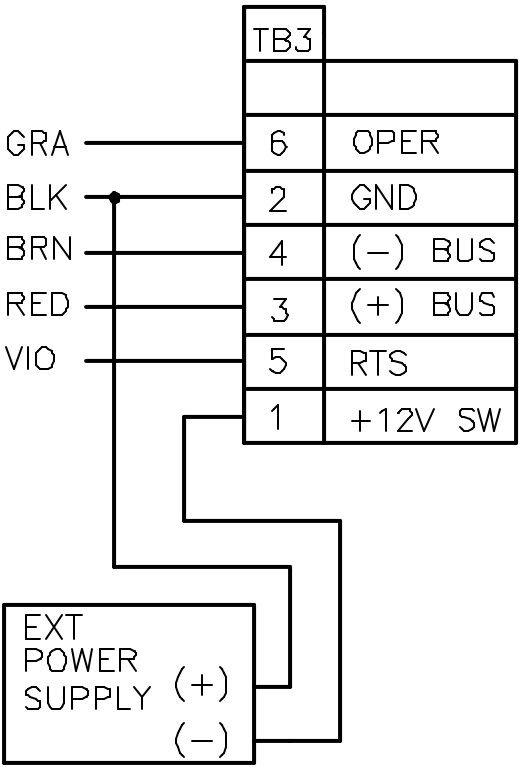 TB3
GRA 6 OPER
BLK 2 GND
BRN 4 (-) BUS
RED 3 (+) BUS
VIO 5 RTS
1 +12V SW
EXT
POWER
SUPPLY (+)
(-)